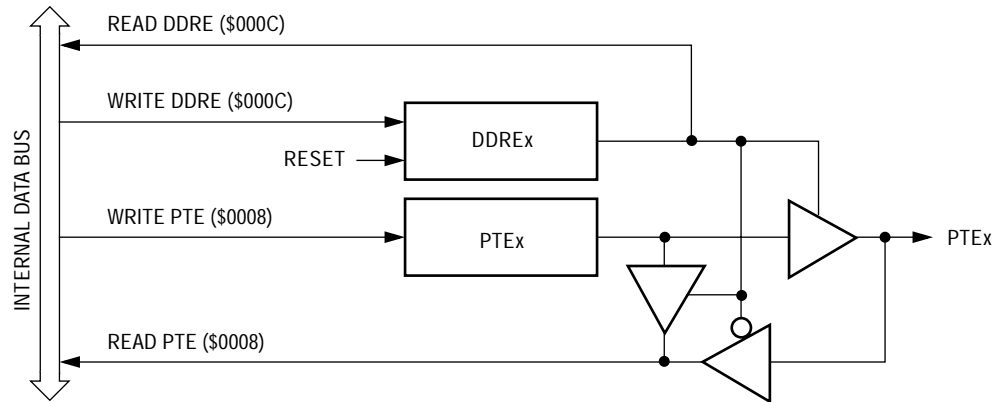 READ DDRE ($000C)
WRITE DDRE ($000C)
DDREx
RESET
WRITE PTE ($0008)
PTEx
PTEx
READ PTE ($0008)
INTERNAL DATA BUS